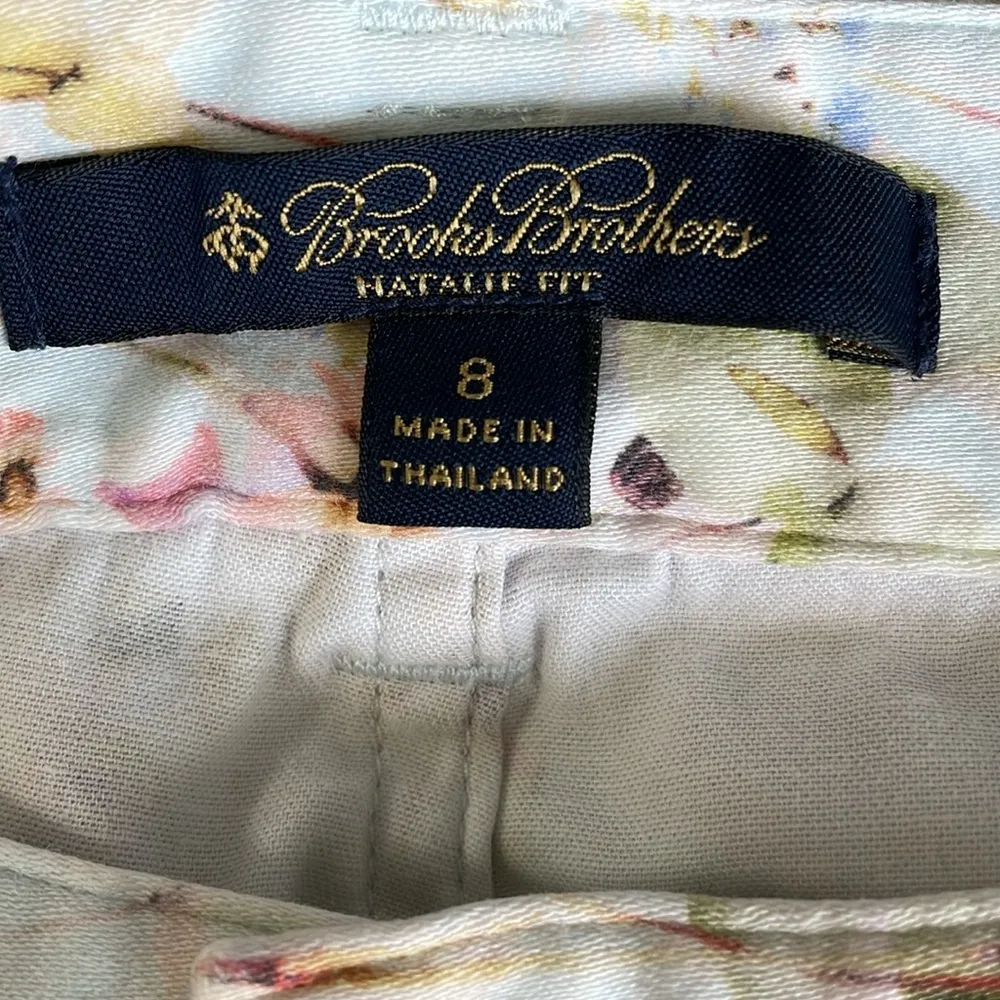 Brooks Brothers
NATALIE FIT
8
MADE IN
THAILAND